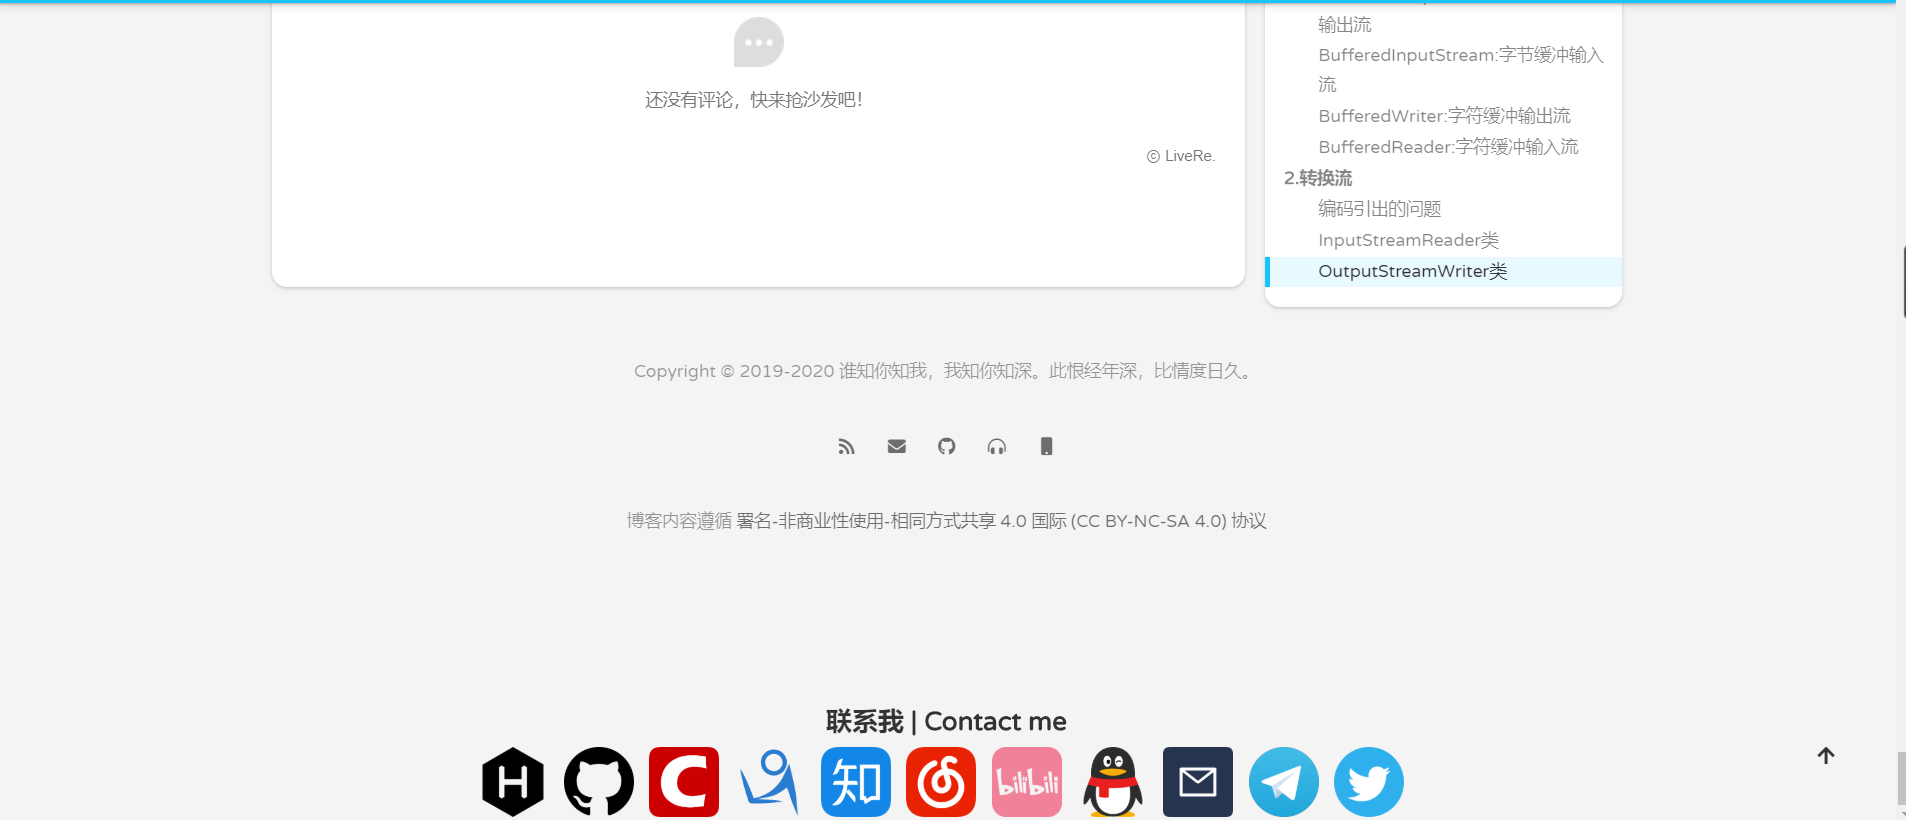 还没有评论，快来抢沙发吧！
© LiveRe.
输出流
BufferedInputStream:字节缓冲输入
流
BufferedWriter:字符缓冲输出流
BufferedReader:字符缓冲输入流
2.转换流
编码引出的问题
InputStreamReader类
OutputStreamWriter类
Copyright © 2019-2020 谁知你知我，我知你知深。此恨经年深，比情度日久。
博客内容遵循 署名-非商业性使用-相同方式共享 4.0 国际 (CC BY-NC-SA 4.0) 协议
联系我 | Contact me
H
C
知
bilibili